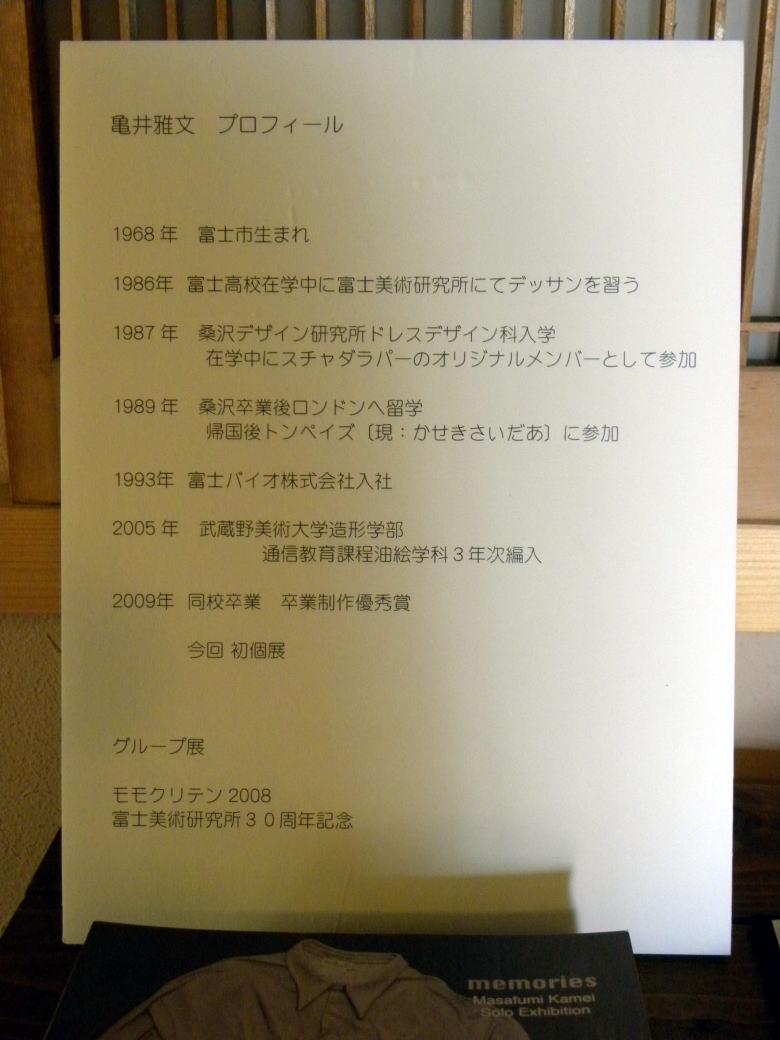 亀井雅文　プロフィール
1968 年　富士市生まれ
1986年　富士高校在学中に富士美術研究所にてデッサンを習う
1987 年　桑沢デザイン研究所ドレスデザイン科入学
在学中にスチャダラパーのオリジナルメンバーとして参加
1989 年　桑沢卒業後ロンドンへ留学
帰国後トンペイズ〔現：かせきさいだあ〕に参加
1993年　富士バイオ株式会社入社
2005 年　武蔵野美術大学造形学部
通信教育課程油絵学科３年次編入
2009年　同校卒業　卒業制作優秀賞
今回 初個展
グループ展
モモクリテン 2008
富士美術研究所３０周年記念
memories
Masafumi Kamei
Solo Exhibition